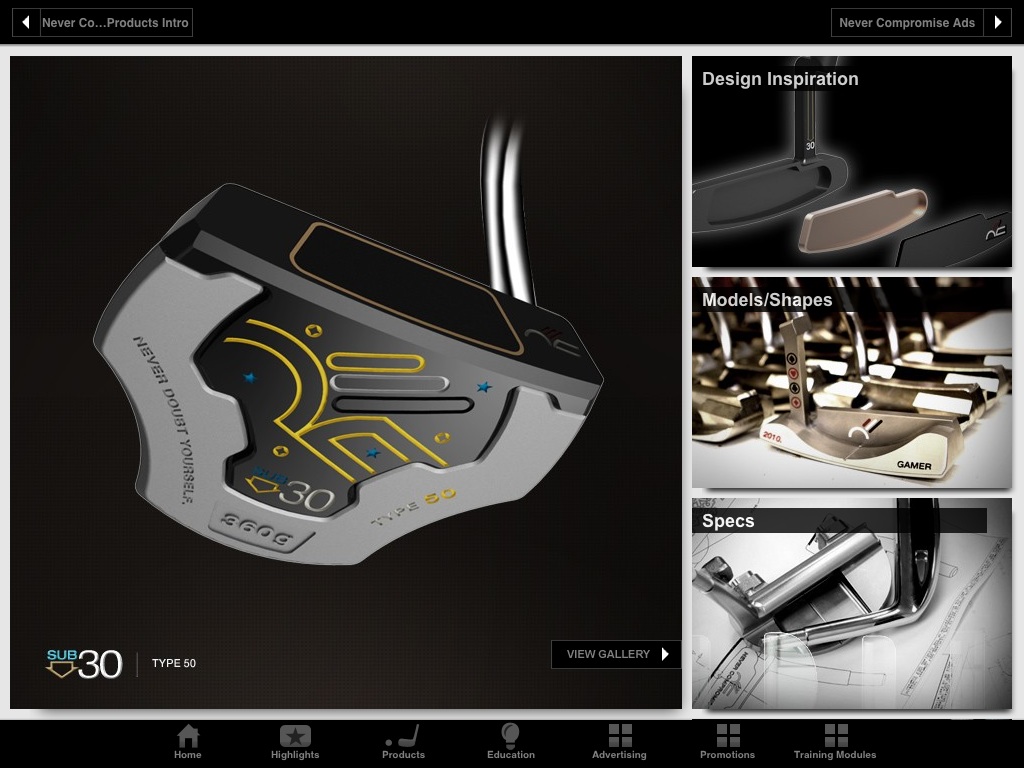 Never Co...Products Intro
Never Compromise Ads
NEVER DOUBT YOURSELF.
SUB
30
360g
TYPE 50
SUB 30
TYPE 50
VIEW GALLERY
Design Inspiration
30
Models/Shapes
2010.
GAMER
Specs
Home
Highlights
Products
Education
Advertising
Promotions
Training Modules